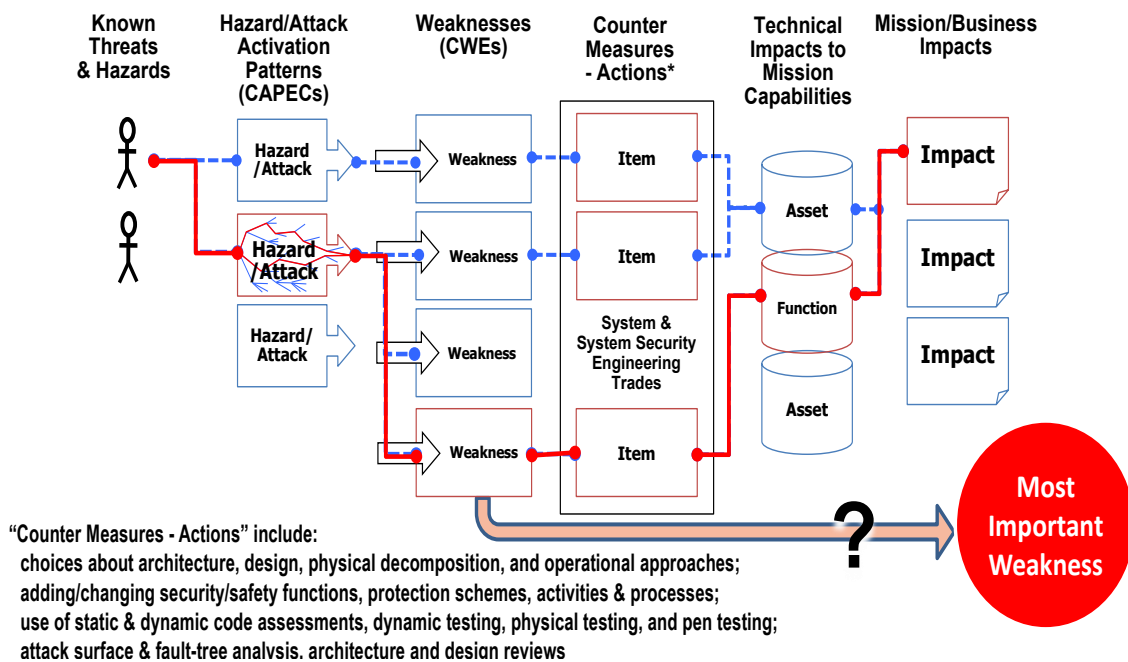 Known
Threats
& Hazards
Hazard/Attack
Activation
Patterns
(CAPECs)
Weaknesses
(CWEs)
Counter
Measures
- Actions*
Technical
Impacts to
Mission
Capabilities
Mission/Business
Impacts
Hazard
/Attack
Weakness
Item
Asset
Impact
Hazard
/Attack
Weakness
Item
Function
Impact
Hazard/
Attack
Weakness
System &
System Security
Engineering
Trades
Asset
Impact
Weakness
Item
?
Most
Important
Weakness
“Counter Measures - Actions” include:
choices about architecture, design, physical decomposition, and operational approaches;
adding/changing security/safety functions, protection schemes, activities & processes;
use of static & dynamic code assessments, dynamic testing, physical testing, and pen testing;
attack surface & fault-tree analysis, architecture and design reviews